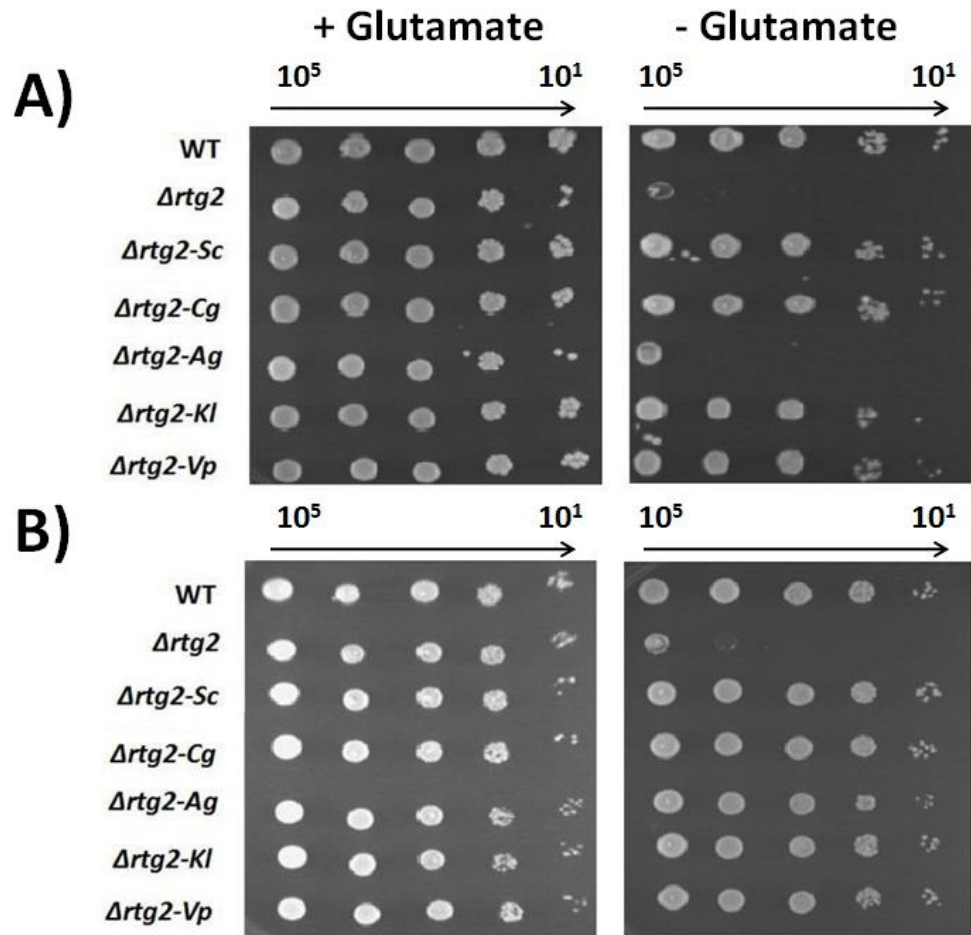 + Glutamate - Glutamate
A)
10⁵ 10¹ 10⁵ 10¹
WT
Δrtg2
Δrtg2-Sc
Δrtg2-Cg
Δrtg2-Ag
Δrtg2-Kl
Δrtg2-Vp
B)
10⁵ 10¹ 10⁵ 10¹
WT
Δrtg2
Δrtg2-Sc
Δrtg2-Cg
Δrtg2-Ag
Δrtg2-Kl
Δrtg2-Vp